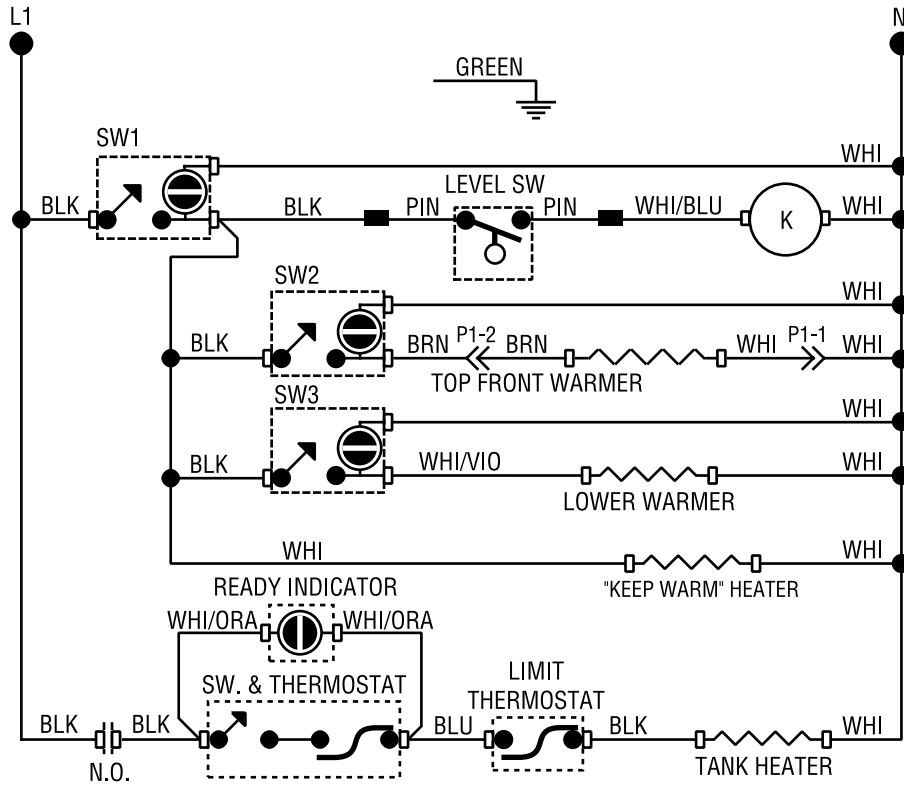 L1 N
GREEN
SW1
WHI
LEVEL SW
BLK BLK PIN PIN WHI/BLU K WHI
SW2
WHI
BLK BRN P1-2 BRN WHI P1-1 WHI
TOP FRONT WARMER
SW3
WHI
BLK WHI/VIO WHI
LOWER WARMER
WHI WHI
"KEEP WARM" HEATER
READY INDICATOR
WHI/ORA WHI/ORA
SW. & THERMOSTAT
LIMIT
THERMOSTAT
BLK BLK BLU BLK WHI
N.O.
TANK HEATER